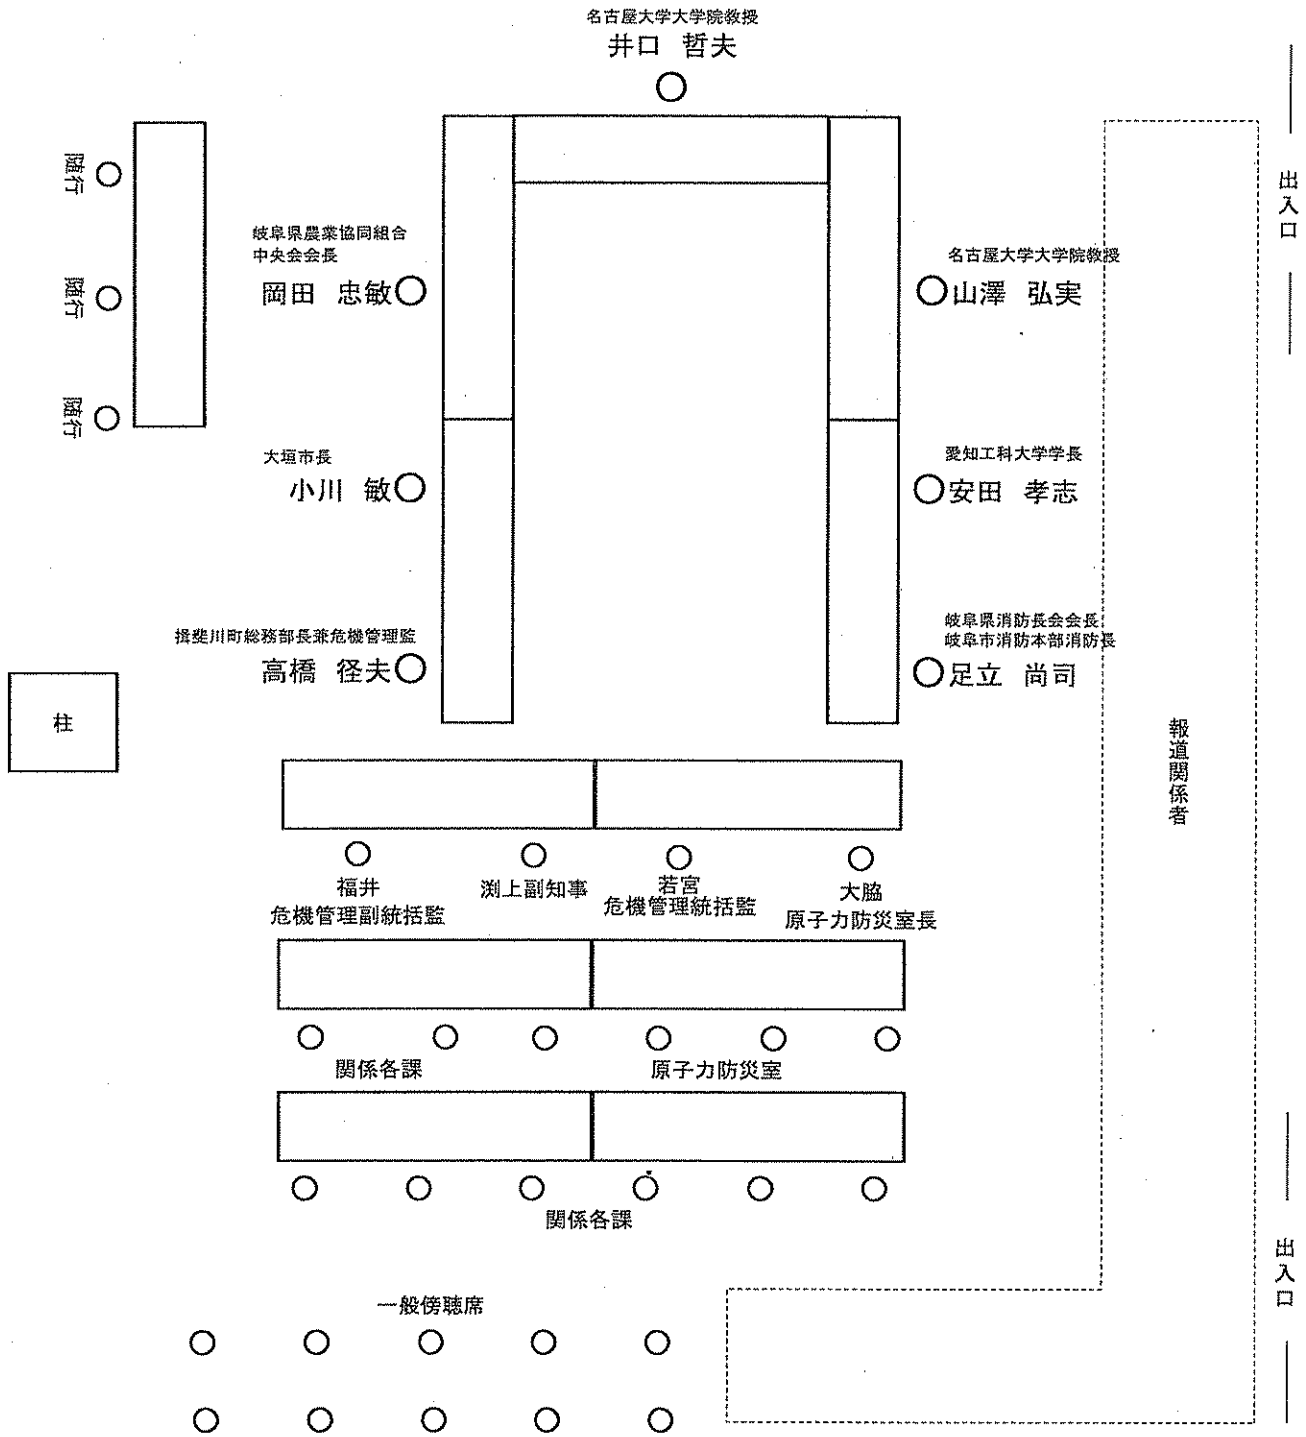 名古屋大学大学院教授
井口 哲夫
出入口
随行
随行
随行
岐阜県農業協同組合
中央会会長
岡田 忠敏
名古屋大学大学院教授
山澤 弘実
大垣市長
小川 敏
愛知工科大学学長
安田 孝志
揖斐川町総務部長兼危機管理監
高橋 径夫
岐阜県消防長会会長
岐阜市消防本部消防長
足立 尚司
柱
報道関係者
福井
危機管理副統括監
渕上副知事
若宮
危機管理統括監
大脇
原子力防災室長
関係各課
原子力防災室
関係各課
一般傍聴席
出入口